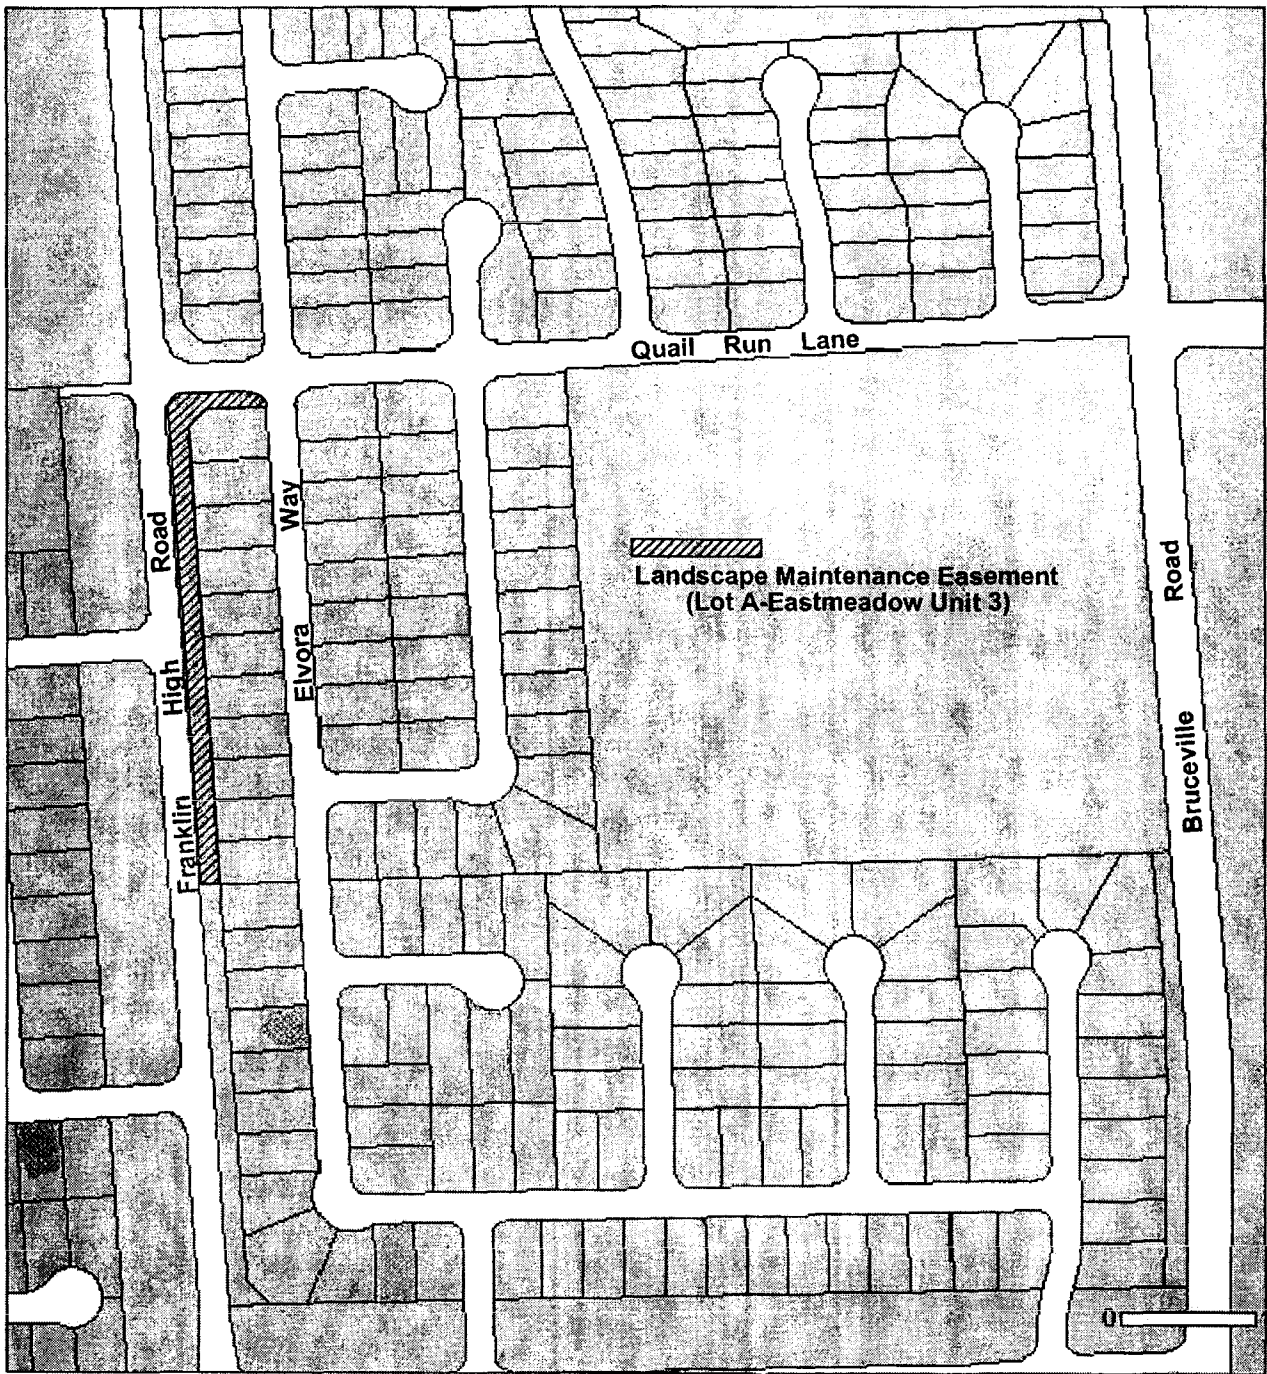 Quail Run Lane
Franklin High Road
Elvora Way
Landscape Maintenance Easement
(Lot A-Eastmeadow Unit 3)
Bruceville Road
0